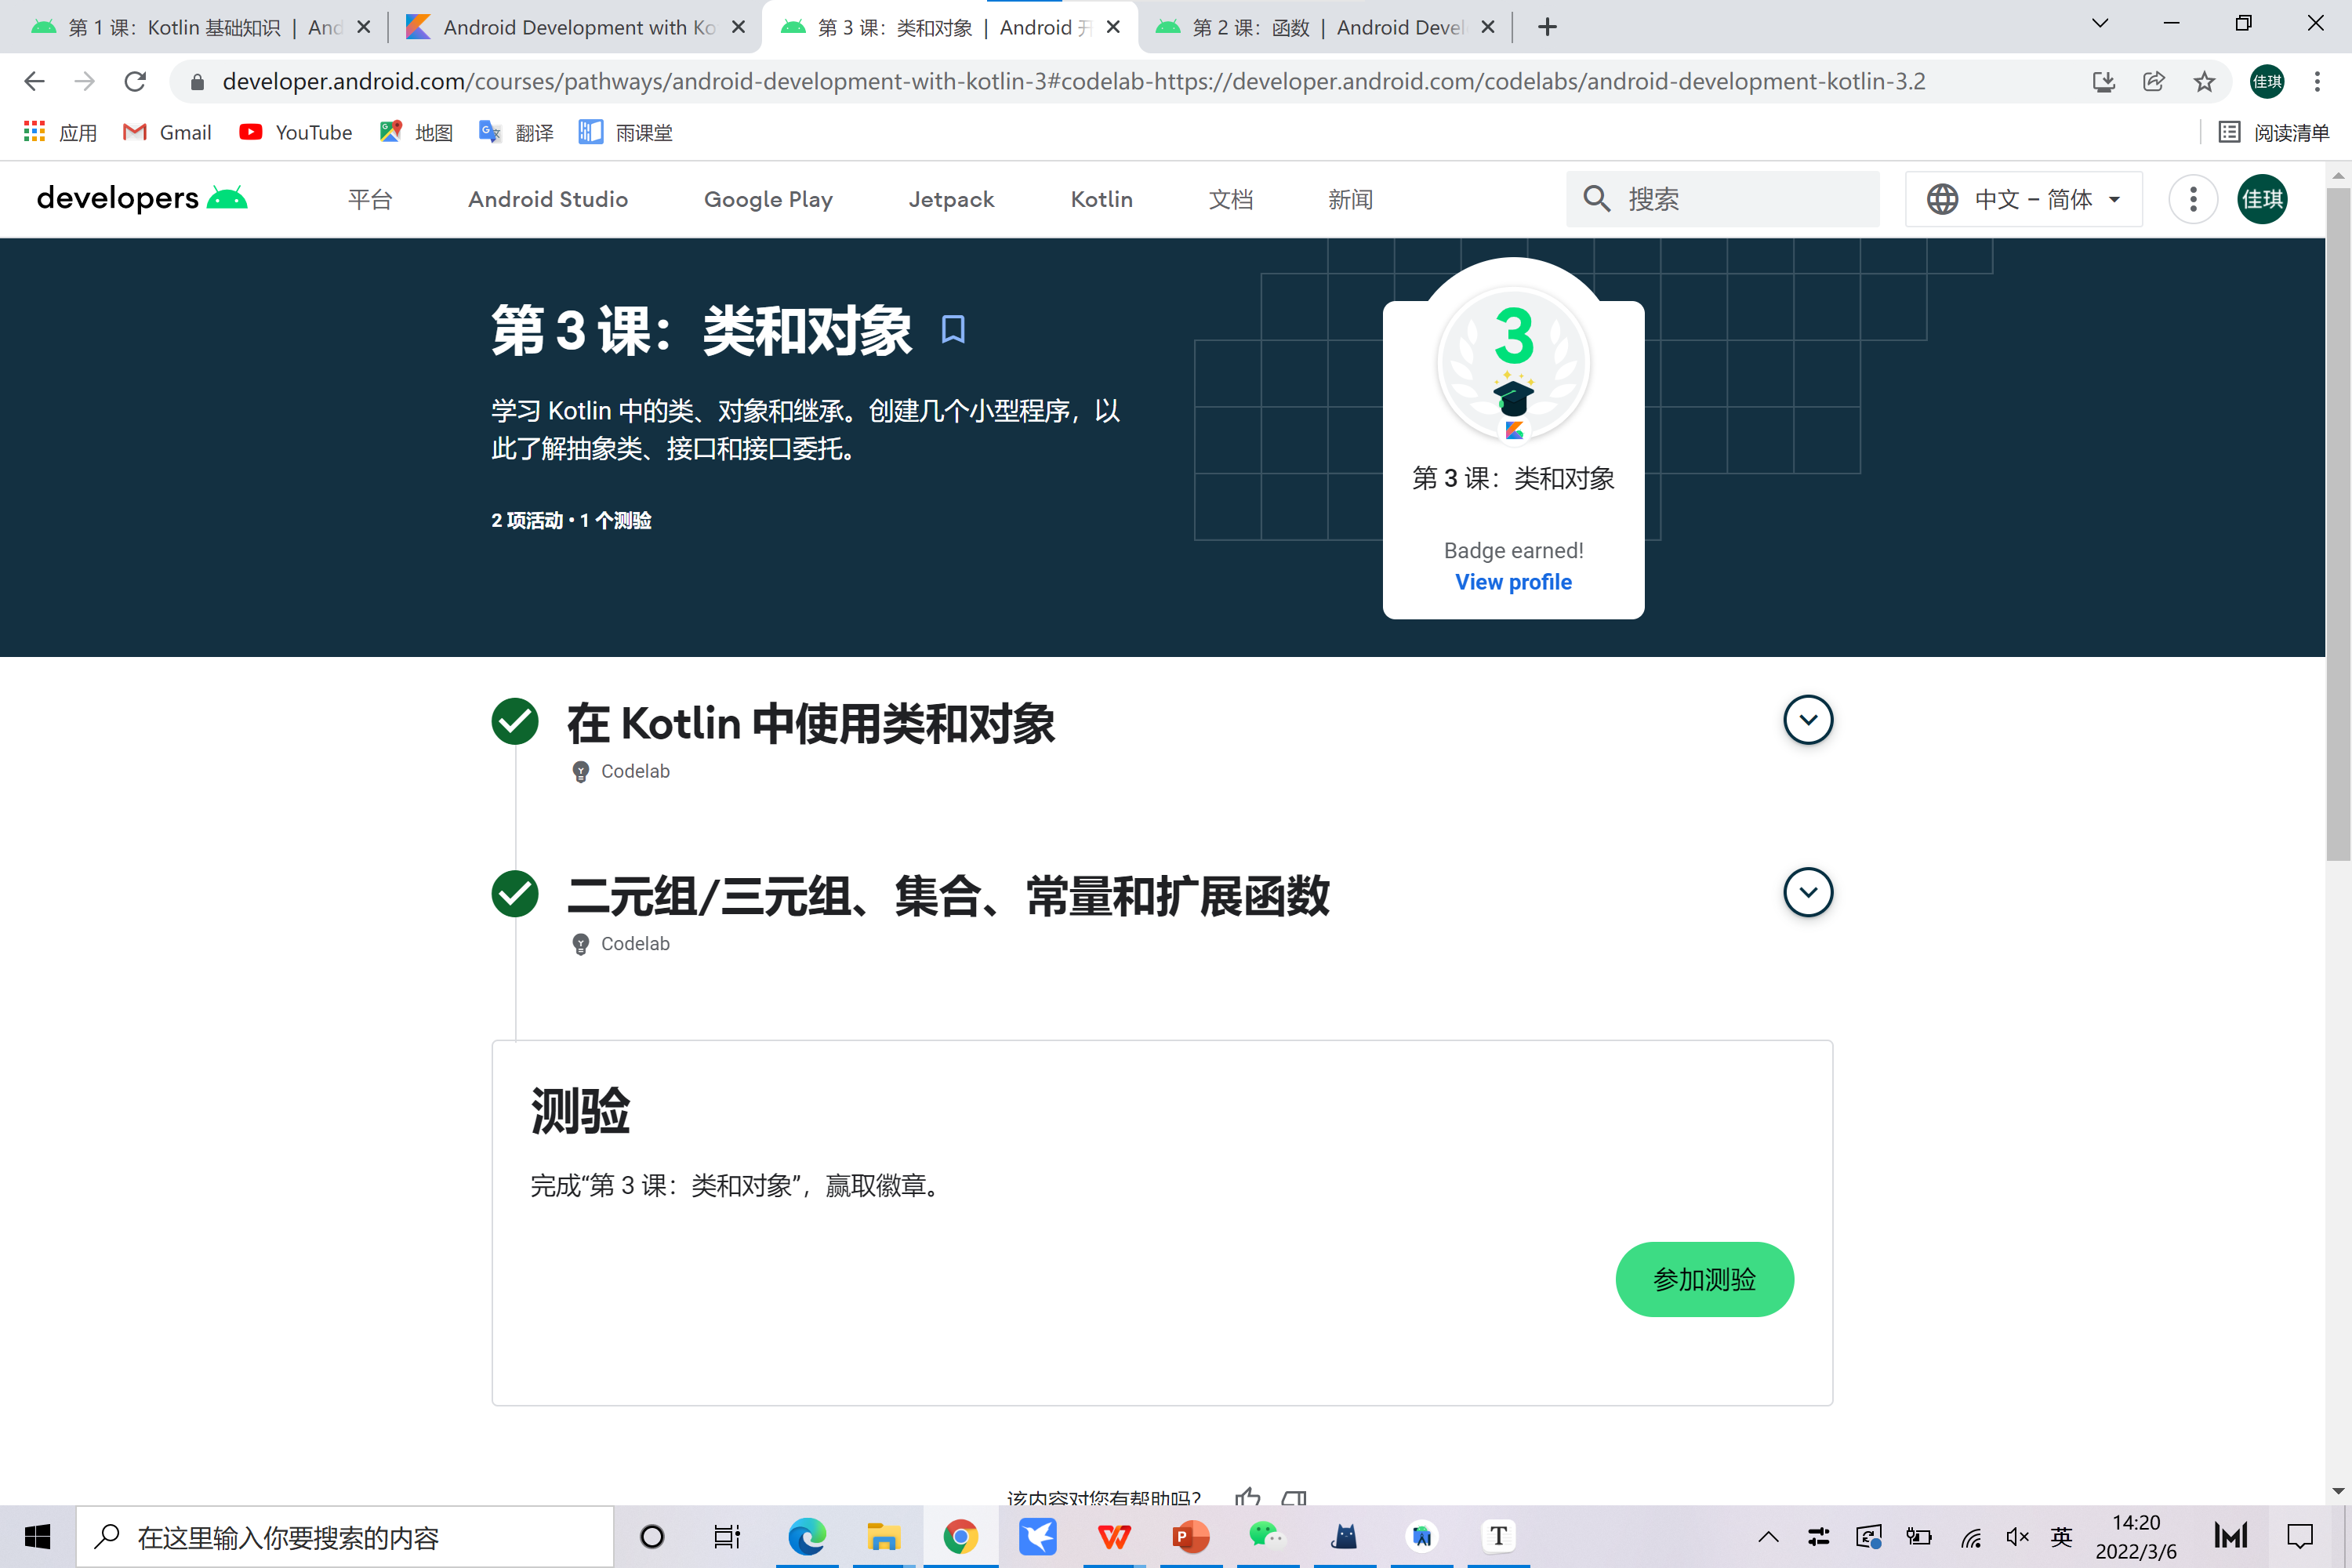 第 1 课：Kotlin 基础知识 | And
Android Development with Ko
第 3 课：类和对象 | Android 开
第 2 课：函数 | Android Devel
developer.android.com/courses/pathways/android-development-with-kotlin-3#codelab-https://developer.android.com/codelabs/android-development-kotlin-3.2
佳琪
应用
Gmail
YouTube
地图
翻译
雨课堂
阅读清单
developers
平台
Android Studio
Google Play
Jetpack
Kotlin
文档
新闻
搜索
中文 – 简体
佳琪
第 3 课：类和对象
学习 Kotlin 中的类、对象和继承。创建几个小型程序，以
此了解抽象类、接口和接口委托。
2 项活动 • 1 个测验
3
第 3 课：类和对象
Badge earned!
View profile
在 Kotlin 中使用类和对象
Codelab
二元组/三元组、集合、常量和扩展函数
Codelab
测验
完成“第 3 课：类和对象”，赢取徽章。
参加测验
该内容对您有帮助吗?
在这里输入你要搜索的内容
英
14:20
2022/3/6